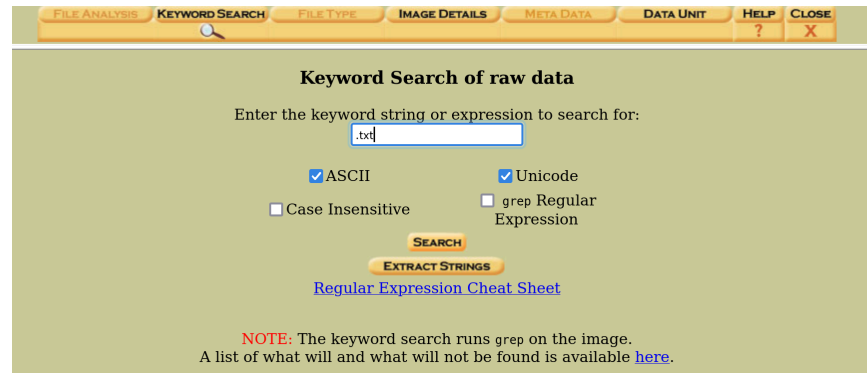 FILE ANALYSIS KEYWORD SEARCH FILE TYPE IMAGE DETAILS META DATA DATA UNIT HELP CLOSE
? X
Keyword Search of raw data
Enter the keyword string or expression to search for:
.txt
ASCII Unicode
Case Insensitive grep Regular
Expression
SEARCH
EXTRACT STRINGS
Regular Expression Cheat Sheet
NOTE: The keyword search runs grep on the image.
A list of what will and what will not be found is available here.